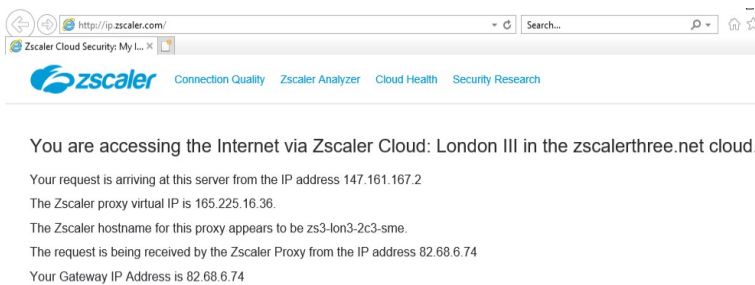 http://ip.zscaler.com/
Search...
Zscaler Cloud Security: My I...
zscaler
Connection Quality Zscaler Analyzer Cloud Health Security Research
You are accessing the Internet via Zscaler Cloud: London III in the zscalerthree.net cloud.
Your request is arriving at this server from the IP address 147.161.167.2
The Zscaler proxy virtual IP is 165.225.16.36.
The Zscaler hostname for this proxy appears to be zs3-lon3-2c3-sme.
The request is being received by the Zscaler Proxy from the IP address 82.68.6.74
Your Gateway IP Address is 82.68.6.74